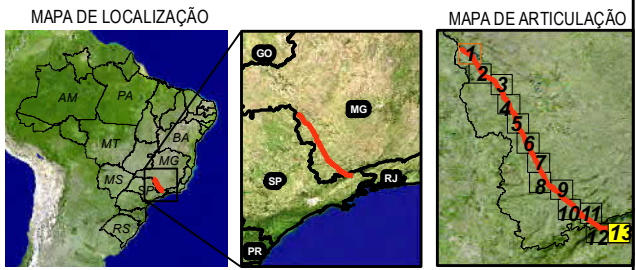 MAPA DE LOCALIZAÇÃO
AM
PA
MT
BA
MG
MS
SP
RS
GO
MG
SP
RJ
PR
MAPA DE ARTICULAÇÃO
1
2
3
4
5
6
7
8
9
10
11
12
13